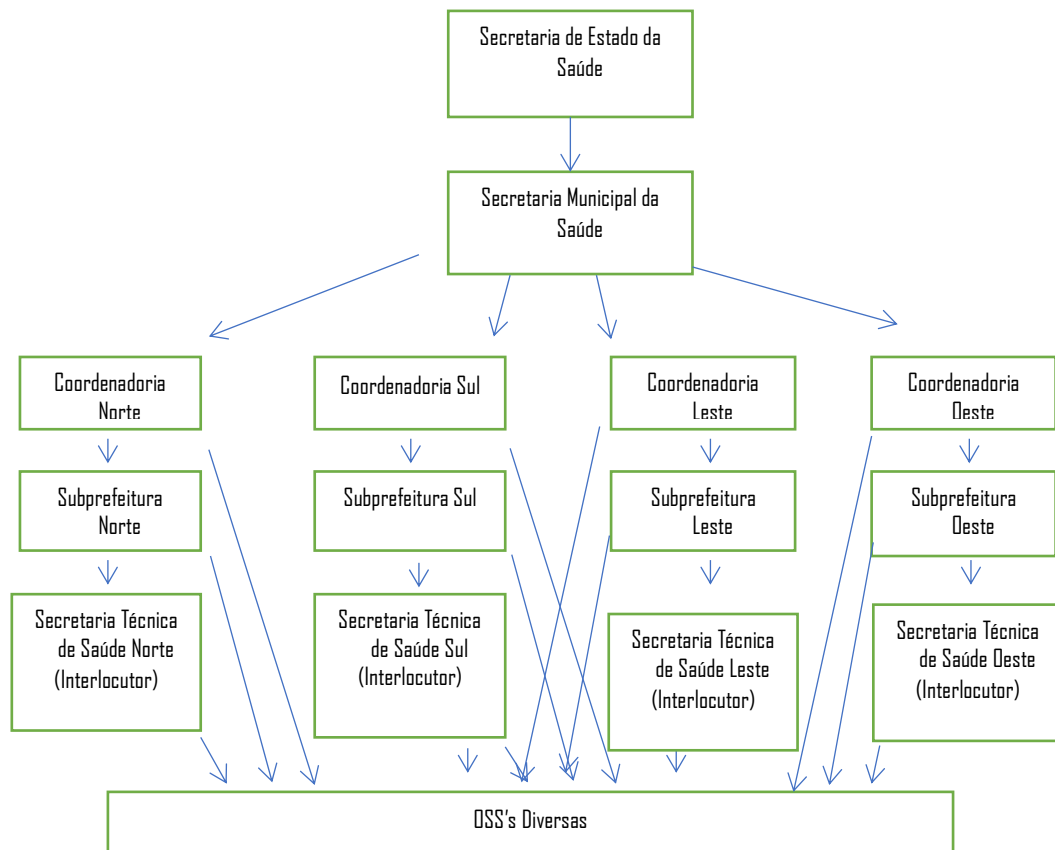 Secretaria de Estado da
Saúde
Secretaria Municipal da
Saúde
Coordenadoria
Norte
Coordenadoria Sul
Coordenadoria
Leste
Coordenadoria
Oeste
Subprefeitura
Norte
Subprefeitura Sul
Subprefeitura
Leste
Subprefeitura
Oeste
Secretaria Técnica
de Saúde Norte
(Interlocutor)
Secretaria Técnica
de Saúde Sul
(Interlocutor)
Secretaria Técnica
de Saúde Leste
(Interlocutor)
Secretaria Técnica
de Saúde Oeste
(Interlocutor)
OSS's Diversas